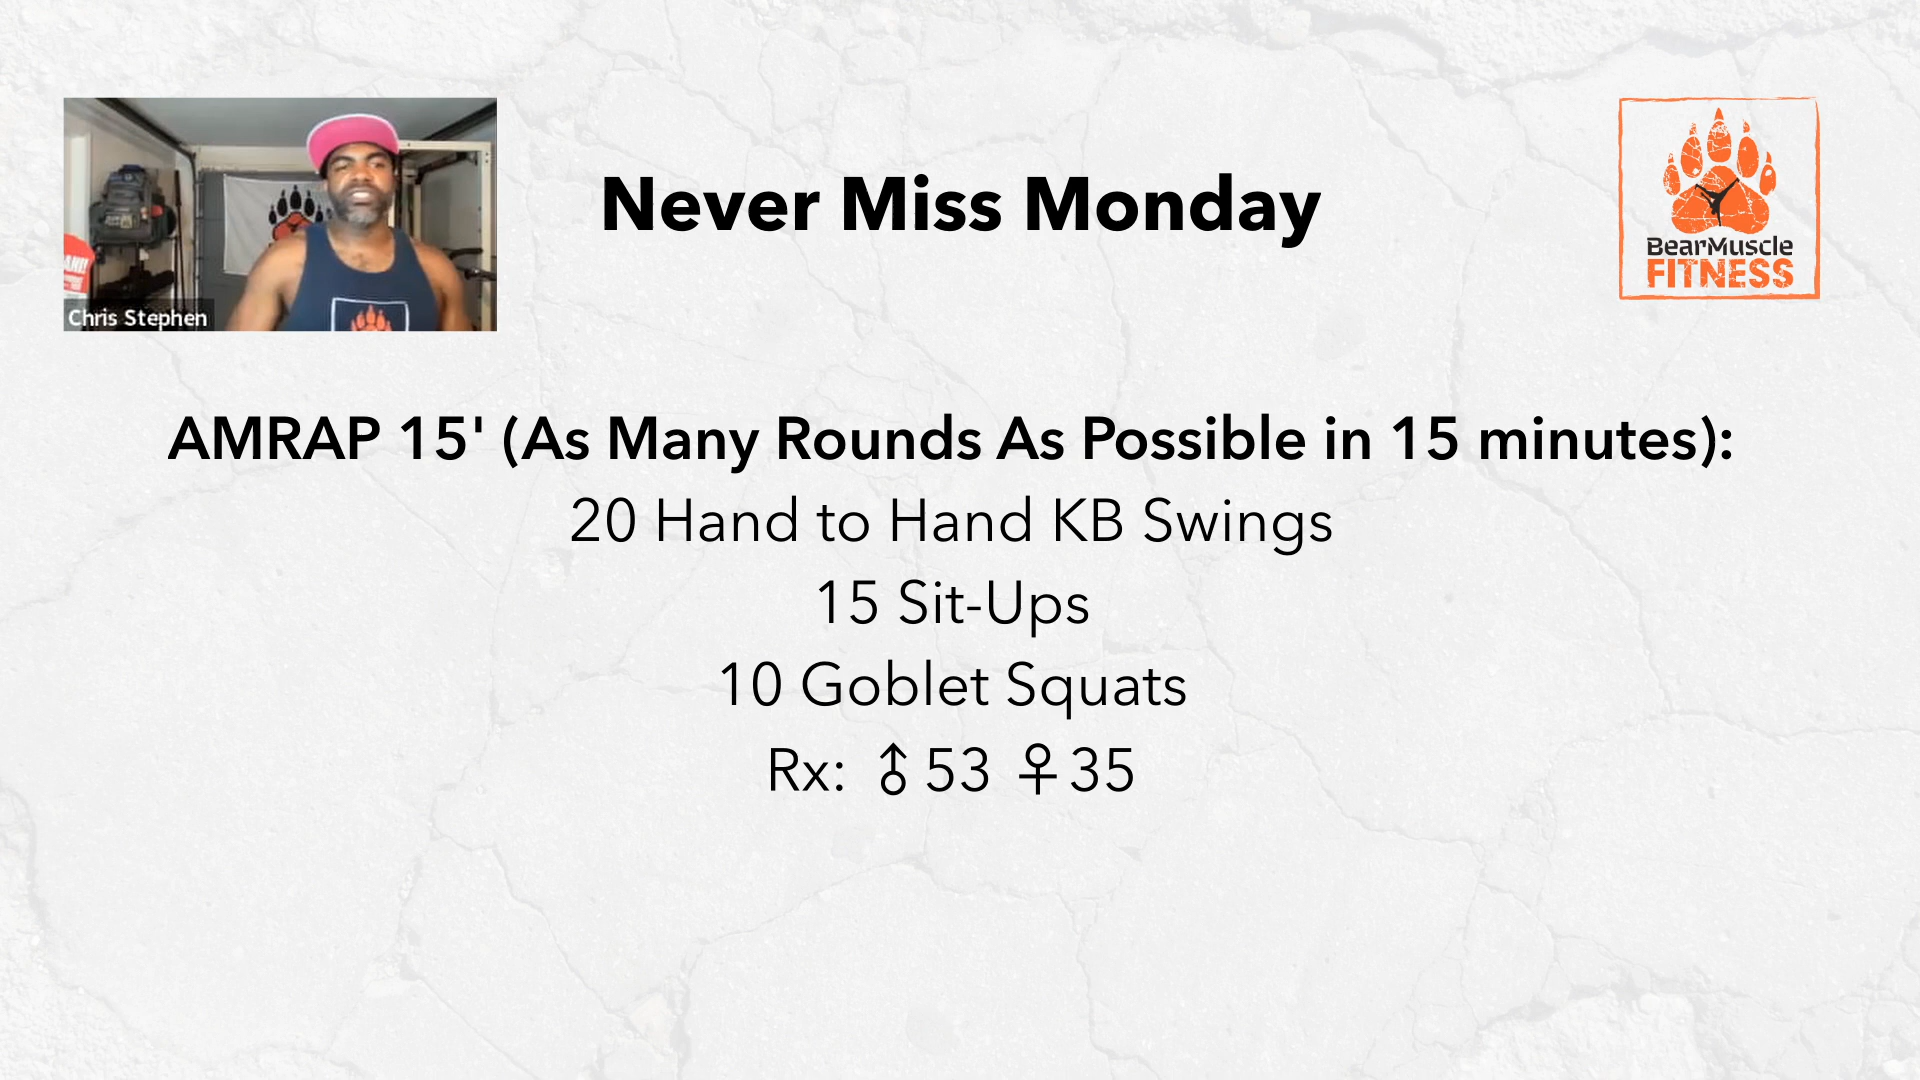 Never Miss Monday
BearMuscle
FITNESS
ANI!
Chris Stephen
AMRAP 15' (As Many Rounds As Possible in 15 minutes):
20 Hand to Hand KB Swings
15 Sit-Ups
10 Goblet Squats
Rx: ♂53 ♀35